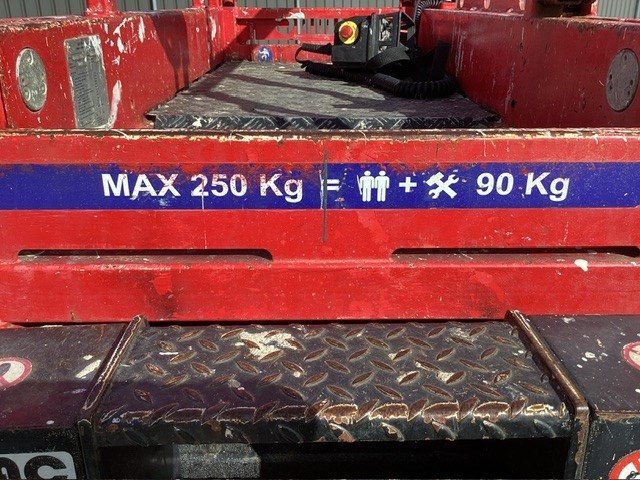 MAX 250 Kg = + 90 Kg